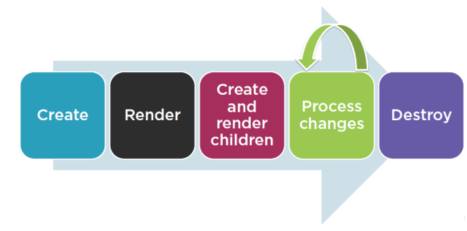 Create
Render
Create
and
render
children
Process
changes
Destroy